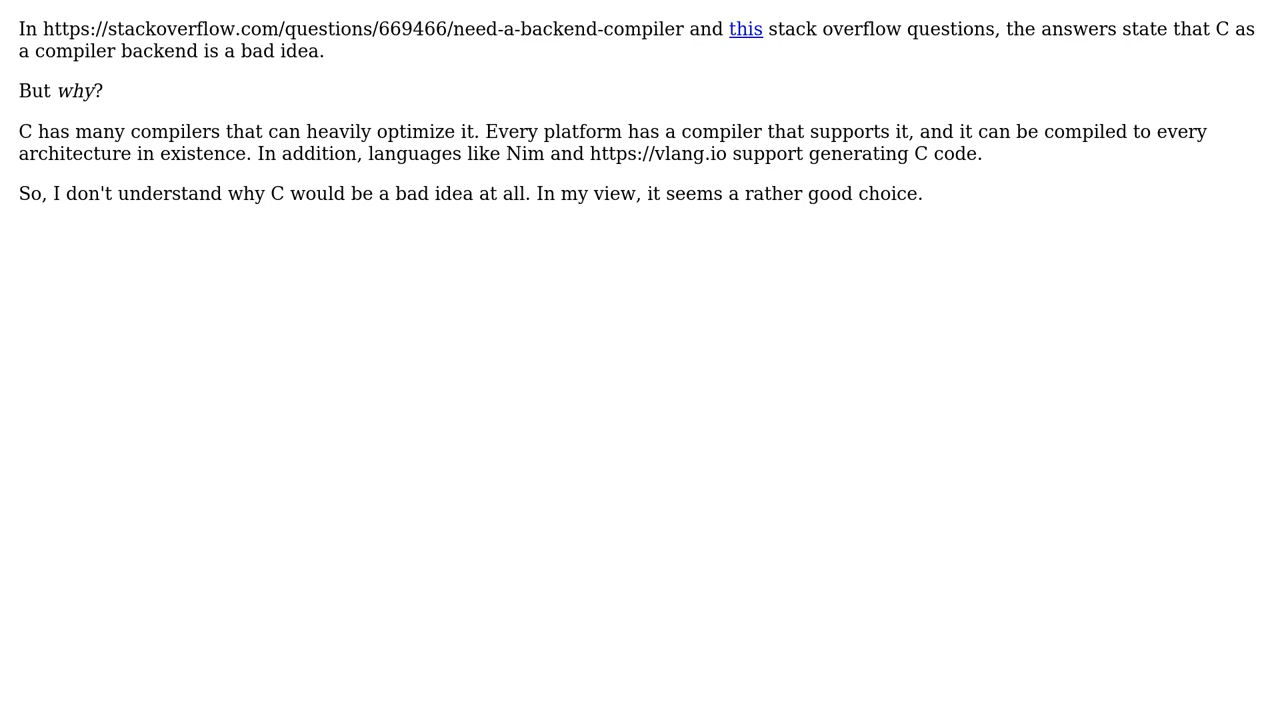 In https://stackoverflow.com/questions/669466/need-a-backend-compiler and this stack overflow questions, the answers state that C as
a compiler backend is a bad idea.
But why?
C has many compilers that can heavily optimize it. Every platform has a compiler that supports it, and it can be compiled to every
architecture in existence. In addition, languages like Nim and https://vlang.io support generating C code.
So, I don't understand why C would be a bad idea at all. In my view, it seems a rather good choice.